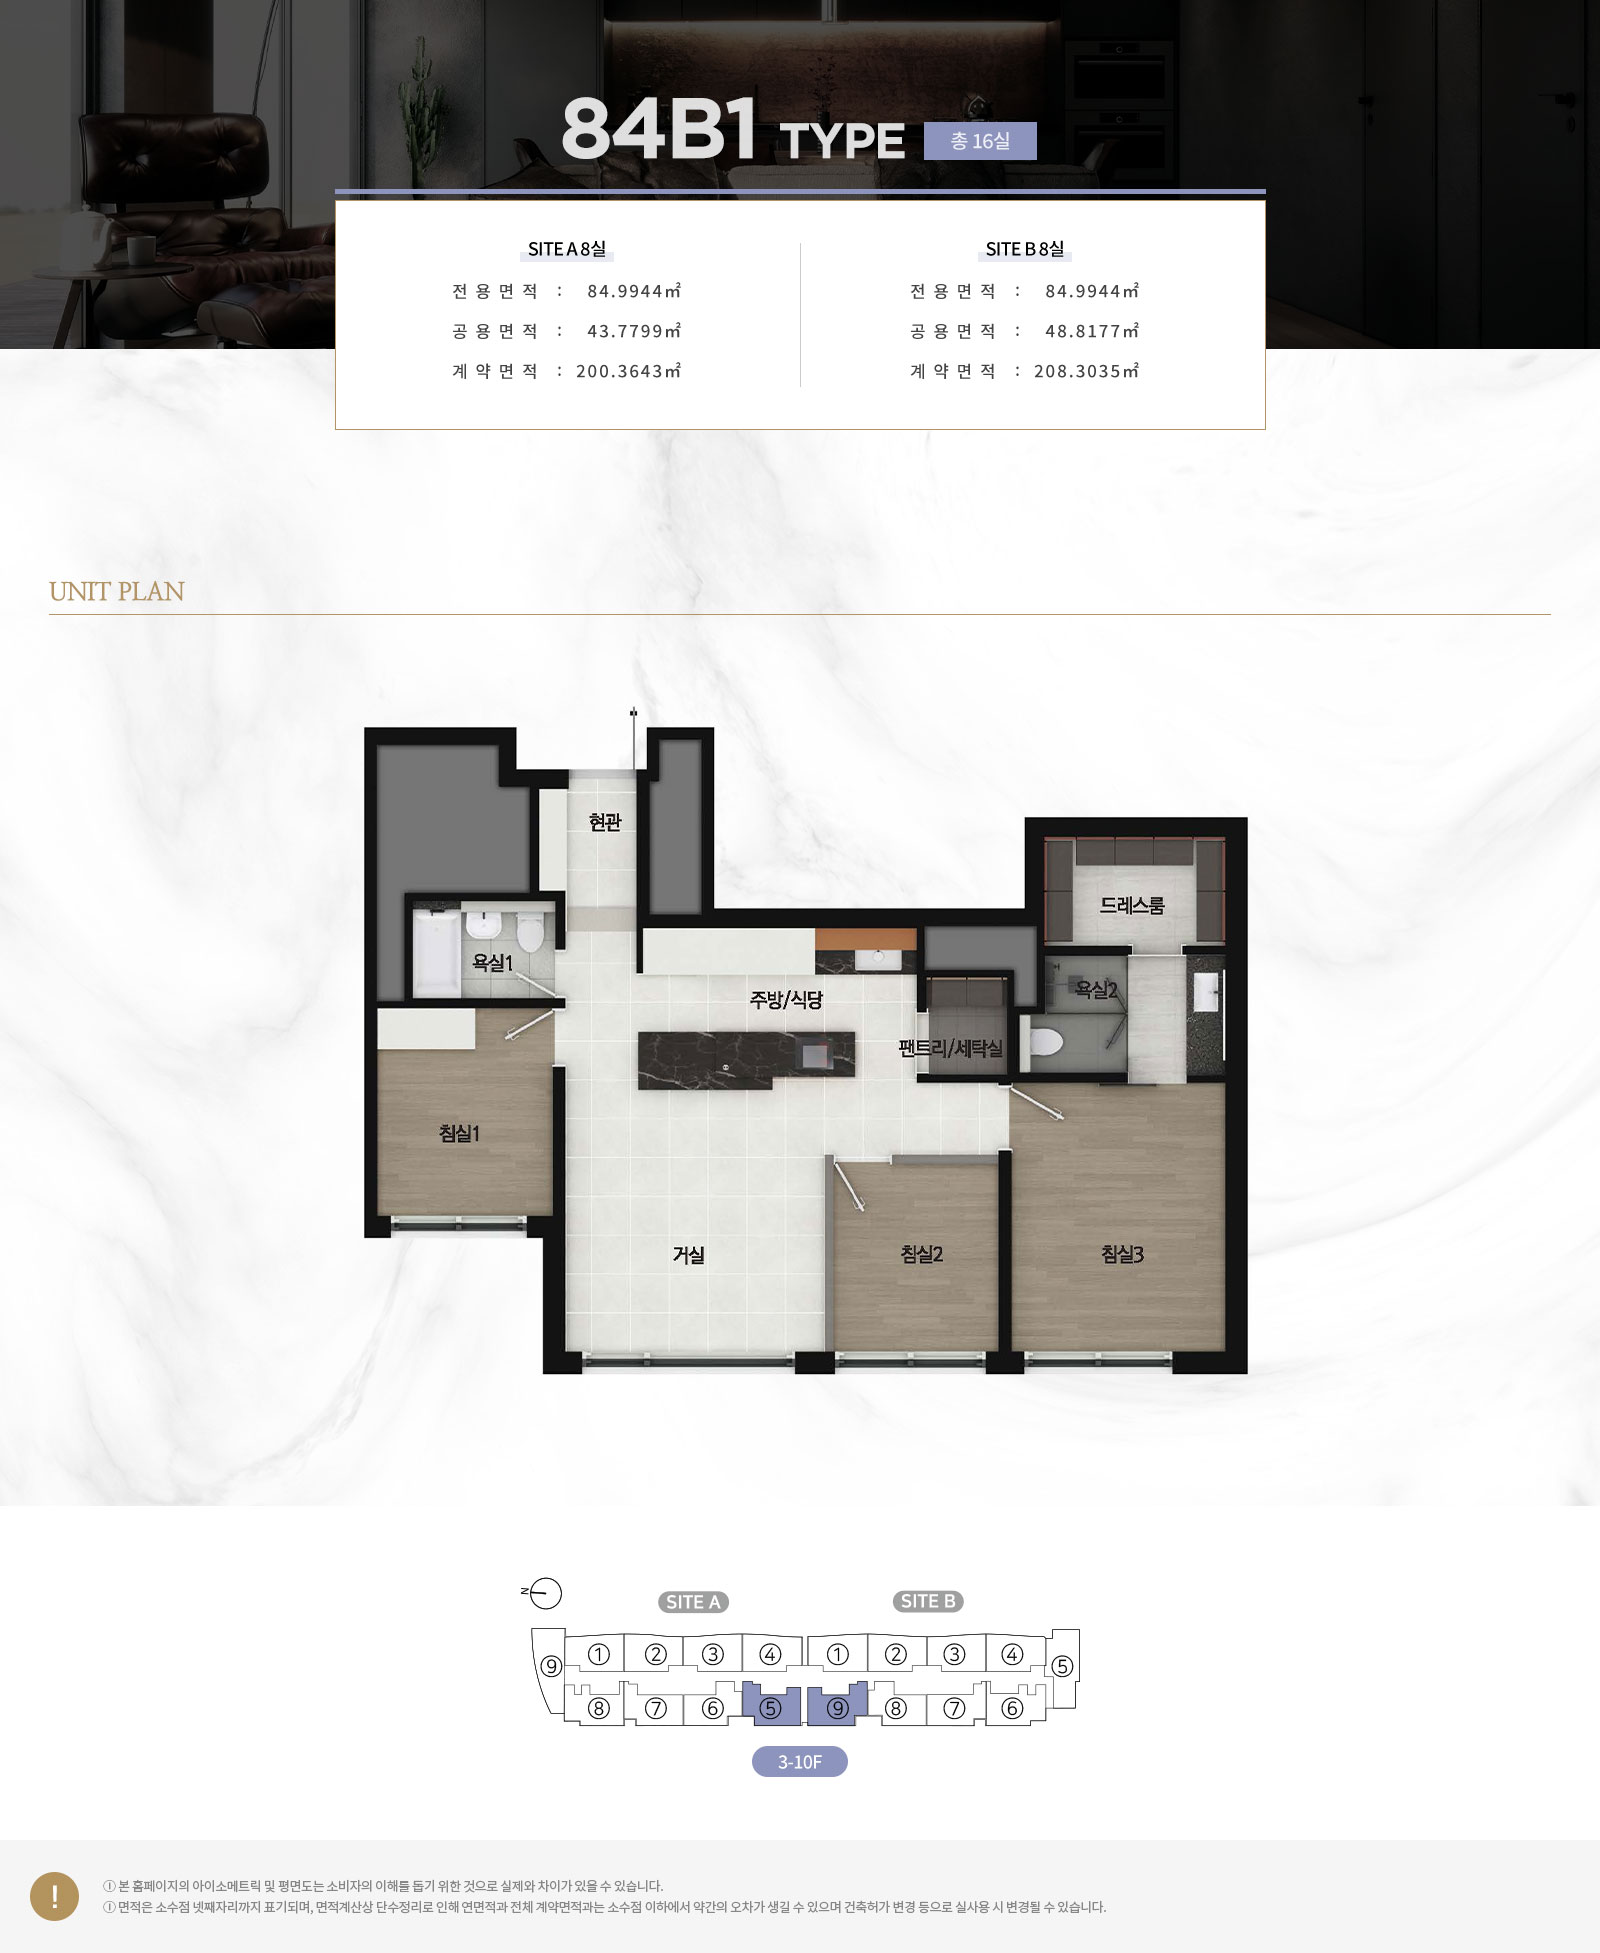 84B1 TYPE 총 16실
SITE A 8실
전용면적 : 84.9944㎡
공용면적 : 43.7799㎡
계약면적 : 200.3643㎡
SITE B 8실
전용면적 : 84.9944㎡
공용면적 : 48.8177㎡
계약면적 : 208.3035㎡
UNIT PLAN
현관
드레스룸
욕실1
욕실2
주방/식당
팬트리/세탁실
침실1
거실
침실2
침실3
N
SITE A
SITE B
① ② ③ ④ ① ② ③ ④
⑨ ⑤
⑧ ⑦ ⑥ ⑤ ⑨ ⑧ ⑦ ⑥
3-10F
!
① 본 홈페이지의 아이소메트릭 및 평면도는 소비자의 이해를 돕기 위한 것으로 실제와 차이가 있을 수 있습니다.
① 면적은 소수점 넷째자리까지 표기되며, 면적계산상 단수정리로 인해 연면적과 전체 계약면적과는 소수점 이하에서 약간의 오차가 생길 수 있으며 건축허가 변경 등으로 실사용 시 변경될 수 있습니다.